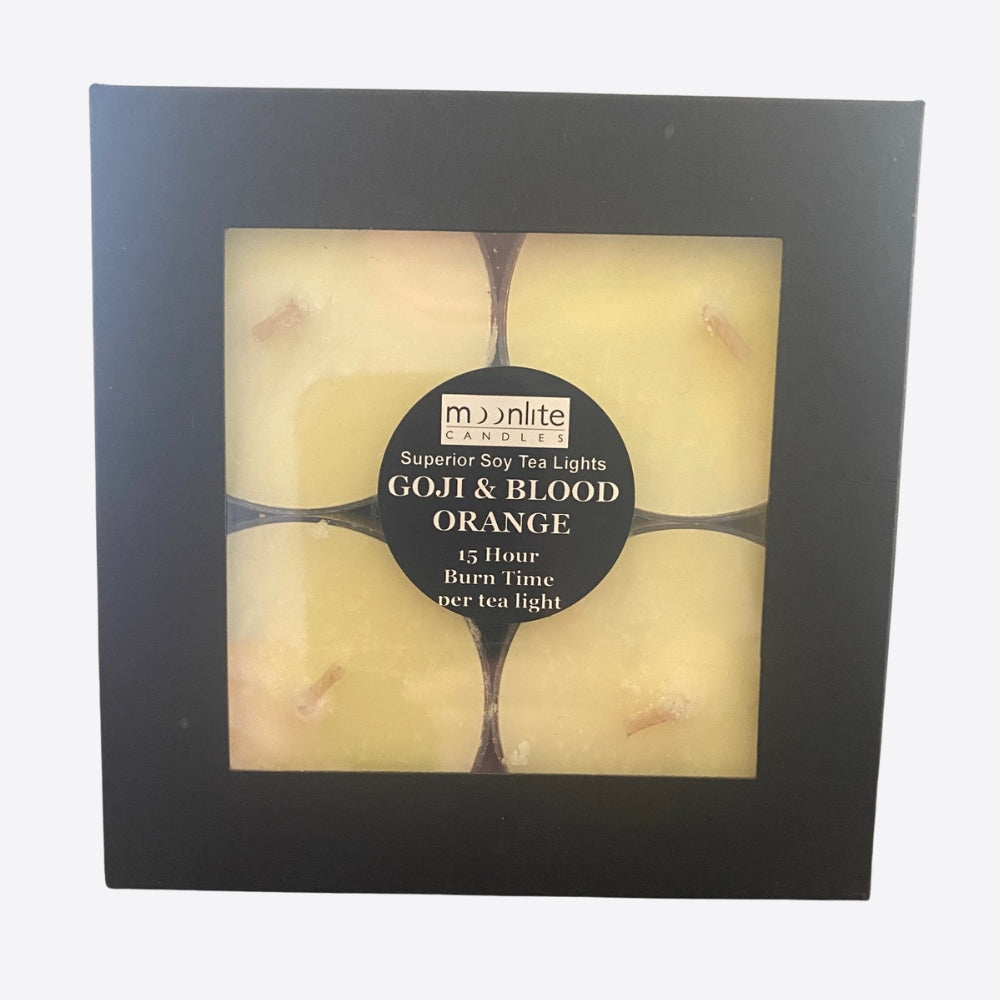 moonlite
CANDLES
Superior Soy Tea Lights
GOJI & BLOOD
ORANGE
15 Hour
Burn Time
per tea light